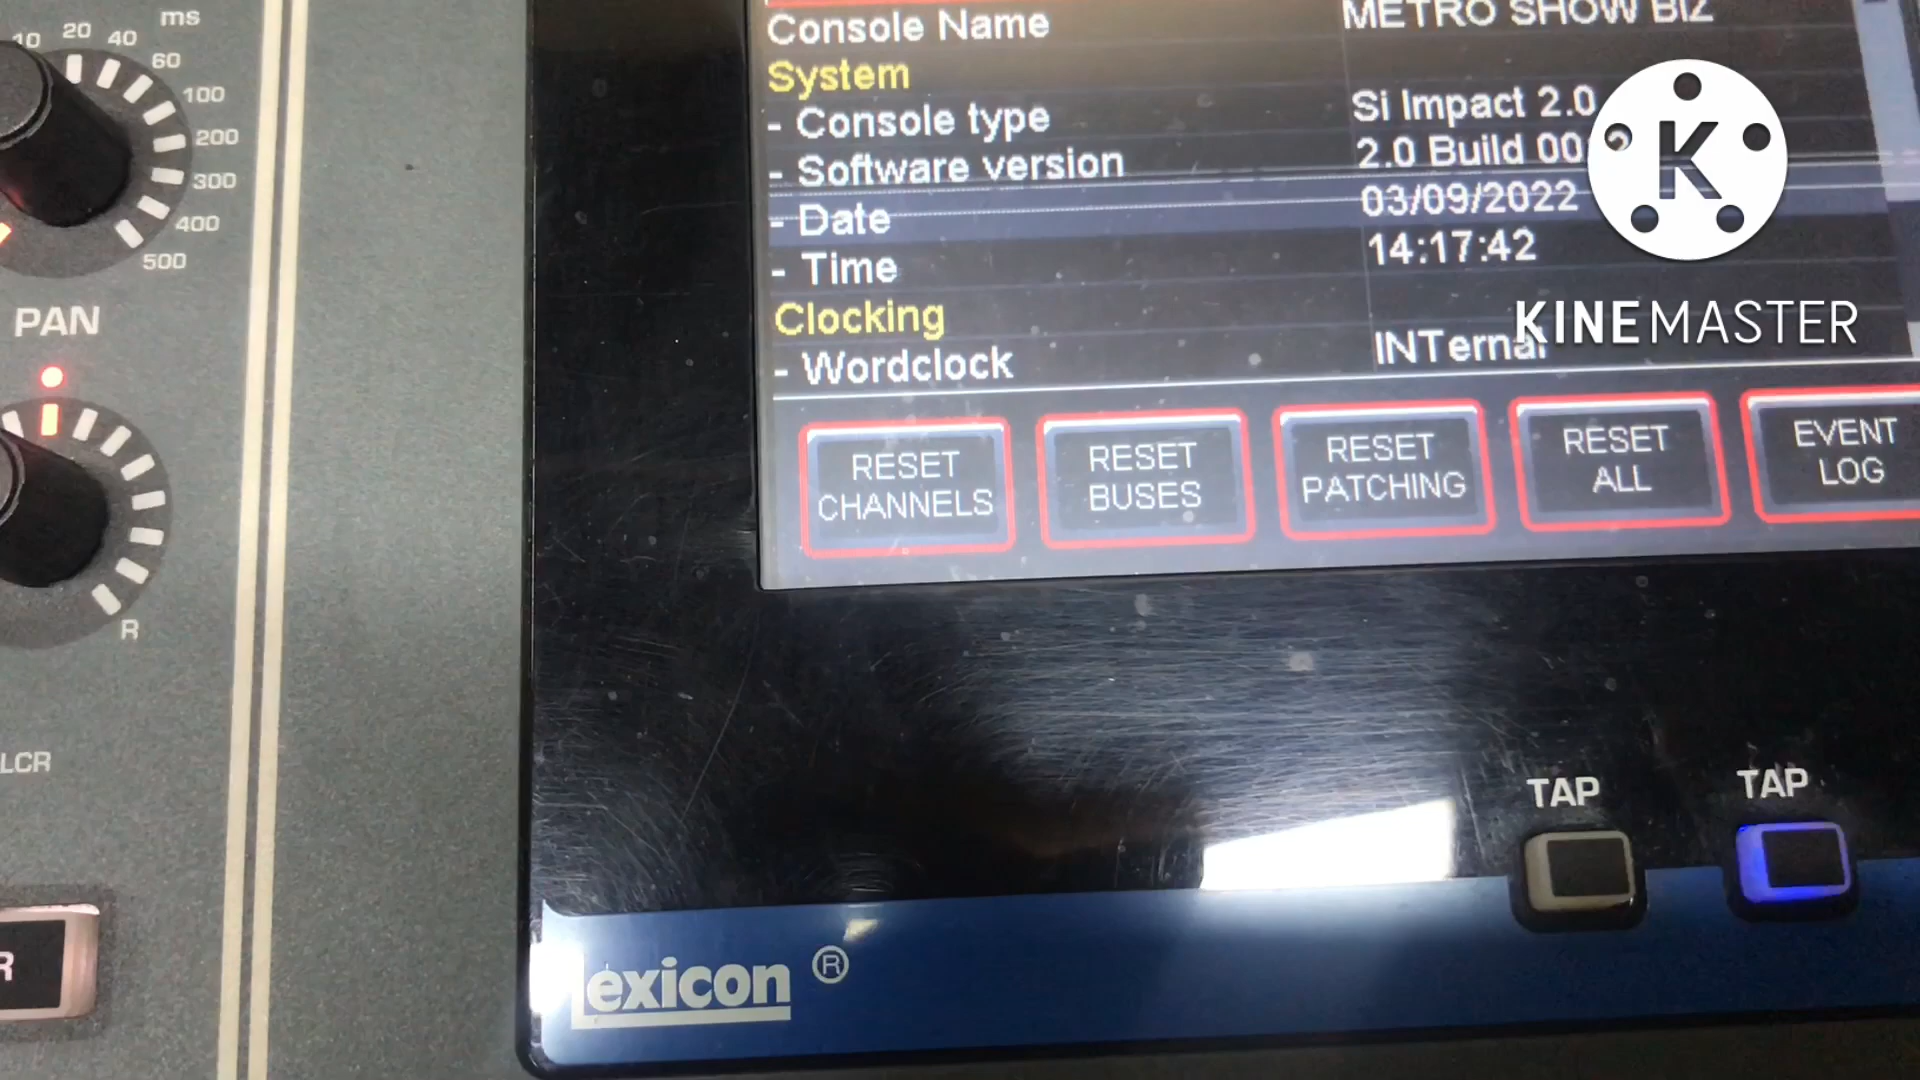 ms
10 20 40
60
100
200
300
400
500
PAN
R
LCR
R
Console Name METRO SHOW BIZ
System
- Console type Si Impact 2.0
- Software version 2.0 Build
- Date 03/09/2022
- Time 14:17:42
Clocking
- Wordclock INTernal
RESET CHANNELS
RESET BUSES
RESET PATCHING
RESET ALL
EVENT LOG
K
KINEMASTER
TAP TAP
lexicon ®